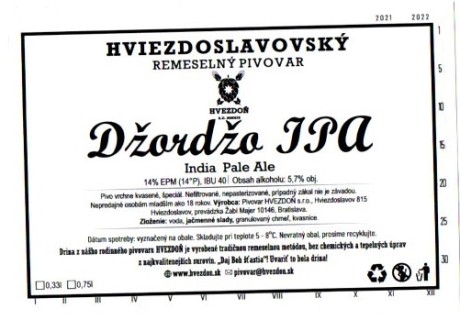 2021 2022
HVIEZDOSLAVOVSKÝ
REMESELNÝ PIVOVAR
HVEZDOŇ
Džordžo IPA
India Pale Ale
14% EPM (14°P), IBU 40 Obsah alkoholu: 5,7% obj.
Pivo vrchne kvasené, špeciál. Nefiltrované, nepasterizované, prípadný zákal nie je závadou.
Nepredajné osobám mladším ako 18 rokov. Výrobca: Pivovar HVEZDOŇ s.r.o., Hviezdoslavov 815
Hviezdoslavov, prevádzka Žabí Majer 10146, Bratislava.
Zloženie: voda, jačmenné slady, granulovaný chmeľ, kvasnice.
Dátum spotreby: vyznačený na obale. Skladujte pri teplote 5 - 8°C. Nevratný obal, prosíme recyklujte.
Drina z nášho rodinného pivovaru HVEZDOŇ je vyrobené tradičnou remeselnou metódou, bez chemických a tepelných úprav
z najkvalitnejších surovín. „Daj Boh šťastia"! Uvariť to bola drina!
www.hvezdon.sk pivovar@hvezdon.sk
0,33l 0,75l
1
5
10
15
20
25
30
I II III IV V VI VII VIII IX X XI XII